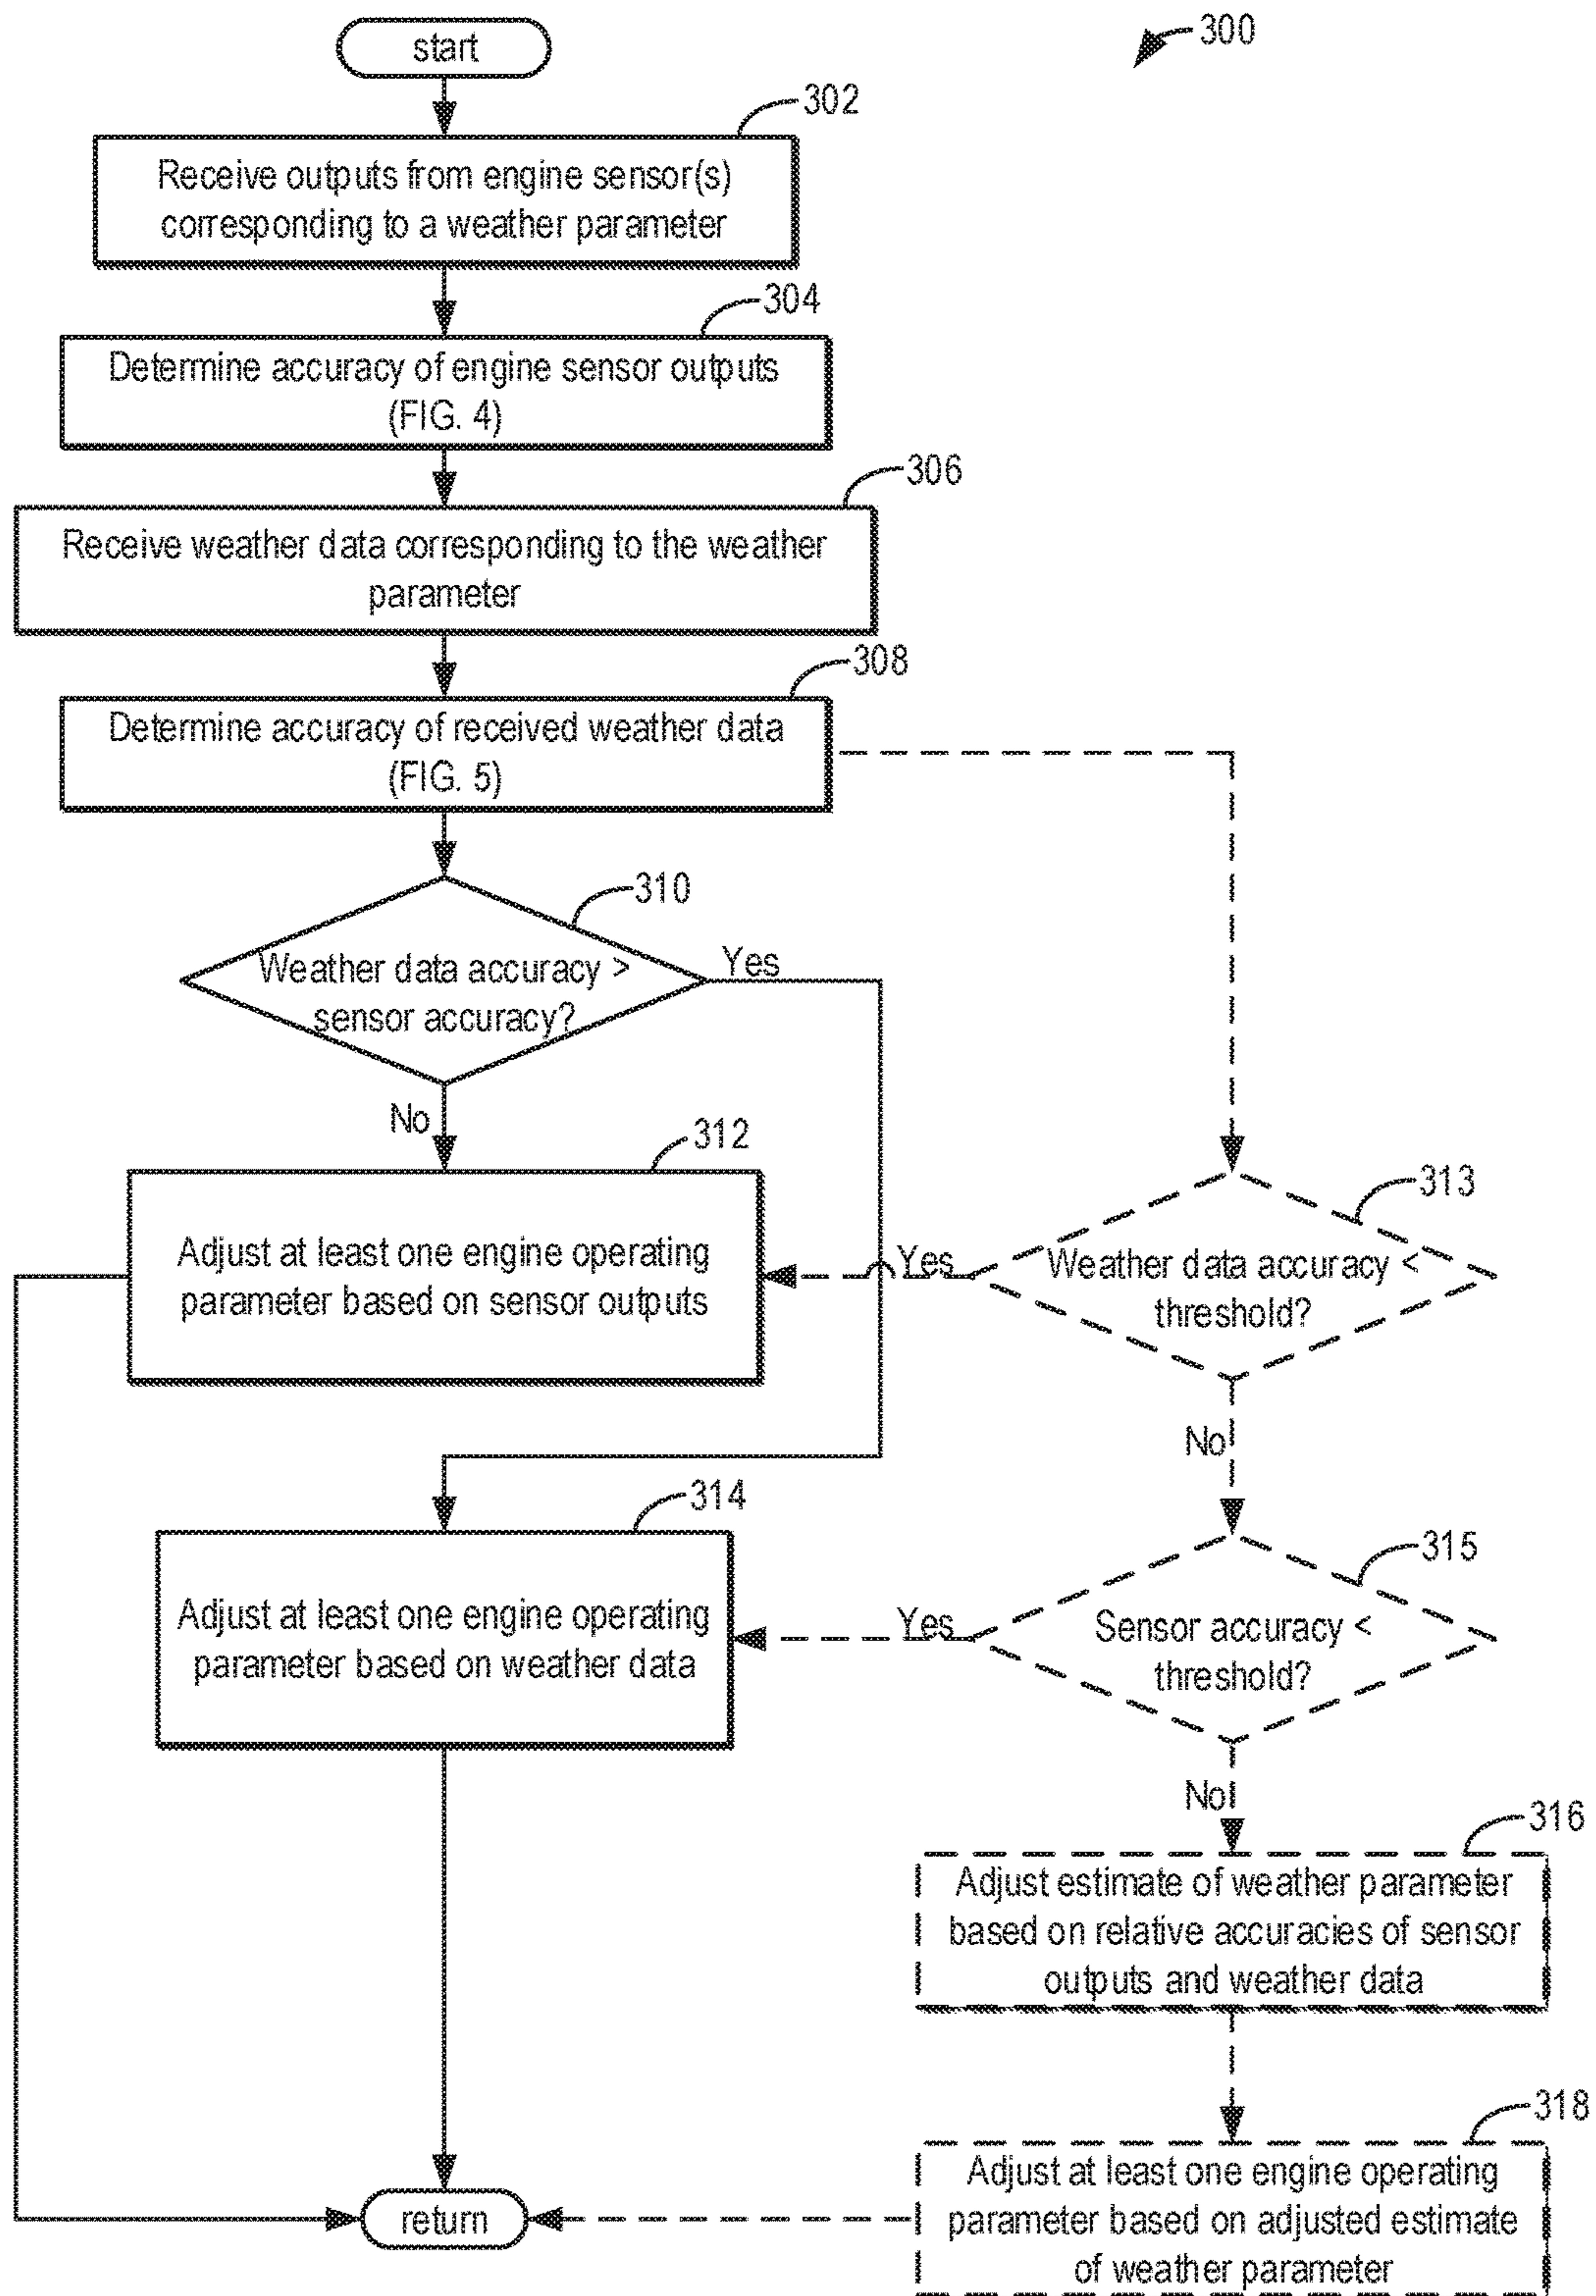 start
300
302
Receive outputs from engine sensor(s)
corresponding to a weather parameter
304
Determine accuracy of engine sensor outputs
(FIG. 4)
306
Receive weather data corresponding to the weather
parameter
308
Determine accuracy of received weather data
(FIG. 5)
310
Weather data accuracy >
sensor accuracy?
Yes
No
312
Adjust at least one engine operating
parameter based on sensor outputs
313
Weather data accuracy <
threshold?
Yes
No
314
Adjust at least one engine operating
parameter based on weather data
315
Sensor accuracy <
threshold?
Yes
No
316
Adjust estimate of weather parameter
based on relative accuracies of sensor
outputs and weather data
318
Adjust at least one engine operating
parameter based on adjusted estimate
of weather parameter
return